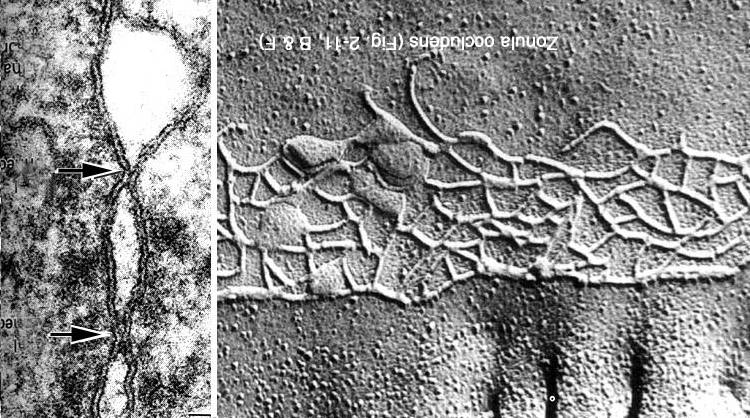 Zonula occludens (Fig. 2-11, B & F)